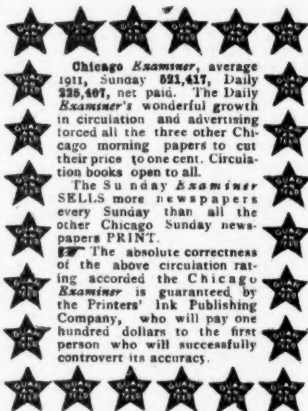 Chicago Examiner, average
1911, Sunday 521,417, Daily
225,407, net paid. The Daily
Examiner's wonderful growth
in circulation and advertising
forced all the three other Chi-
cago morning papers to cut
their price to one cent. Circula-
tion books open to all.
The Sunday Examiner
SELLS more newspapers
every Sunday than all the
other Chicago Sunday news-
papers PRINT.
☛ The absolute correctness
of the above circulation rat-
ing accorded the Chicago
Examiner is guaranteed by
the Printers' Ink Publishing
Company, who will pay one
hundred dollars to the first
person who will successfully
controvert its accuracy.